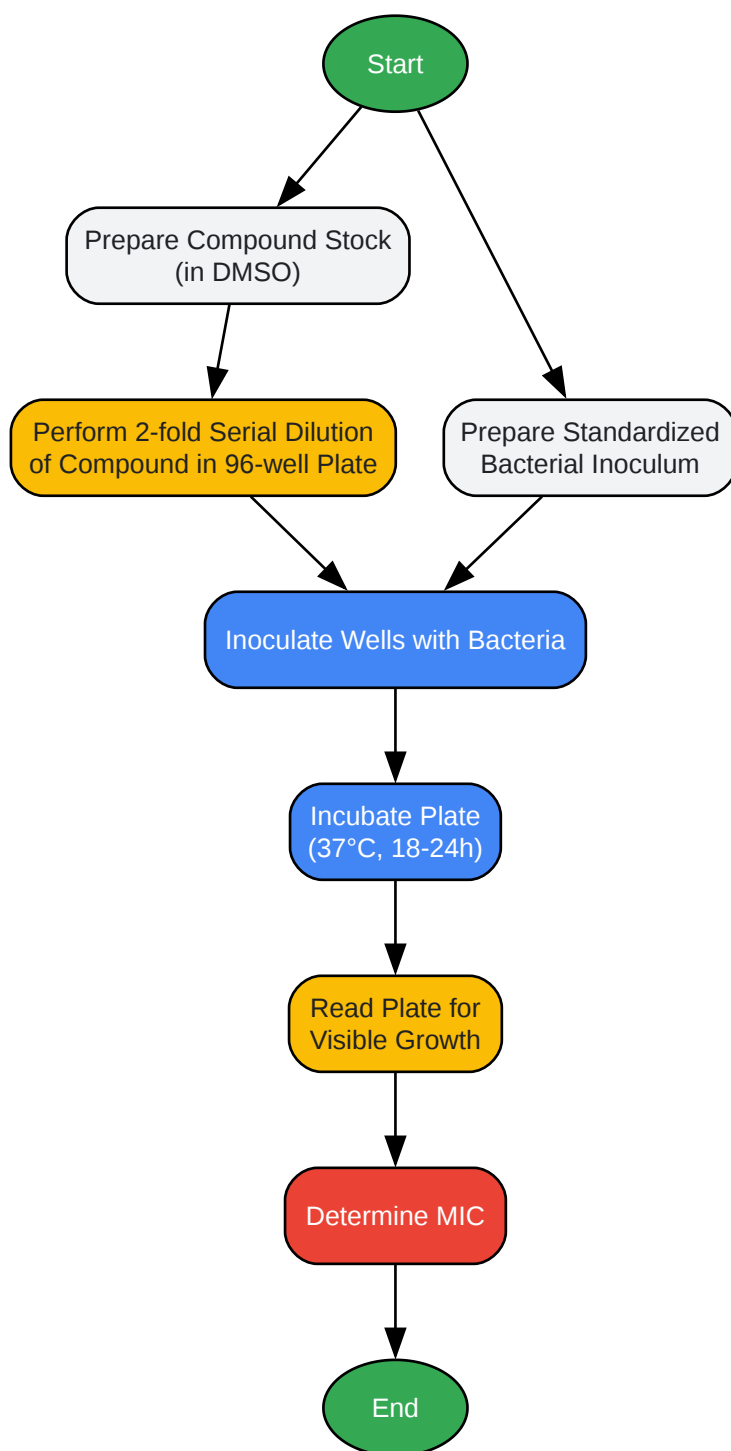 Start
Prepare Compound Stock
(in DMSO)
Perform 2-fold Serial Dilution
of Compound in 96-well Plate
Prepare Standardized
Bacterial Inoculum
Inoculate Wells with Bacteria
Incubate Plate
(37°C, 18-24h)
Read Plate for
Visible Growth
Determine MIC
End